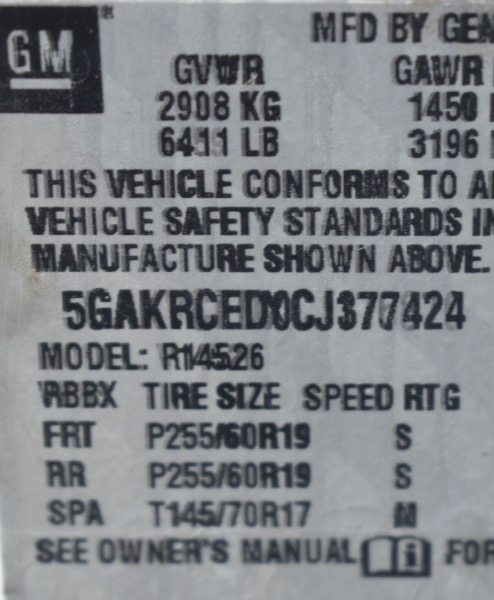 GM MFD BY GEN
GVWR GAWR
2908 KG 1450
6411 LB 3196
THIS VEHICLE CONFORMS TO A
VEHICLE SAFETY STANDARDS IN
MANUFACTURE SHOWN ABOVE.
5GAKRCED0CJ377424
MODEL: R14526
WBBX TIRE SIZE SPEED RTG
FRT P255/60R19 S
RR P255/60R19 S
SPA T145/70R17 M
SEE OWNER'S MANUAL i FOR